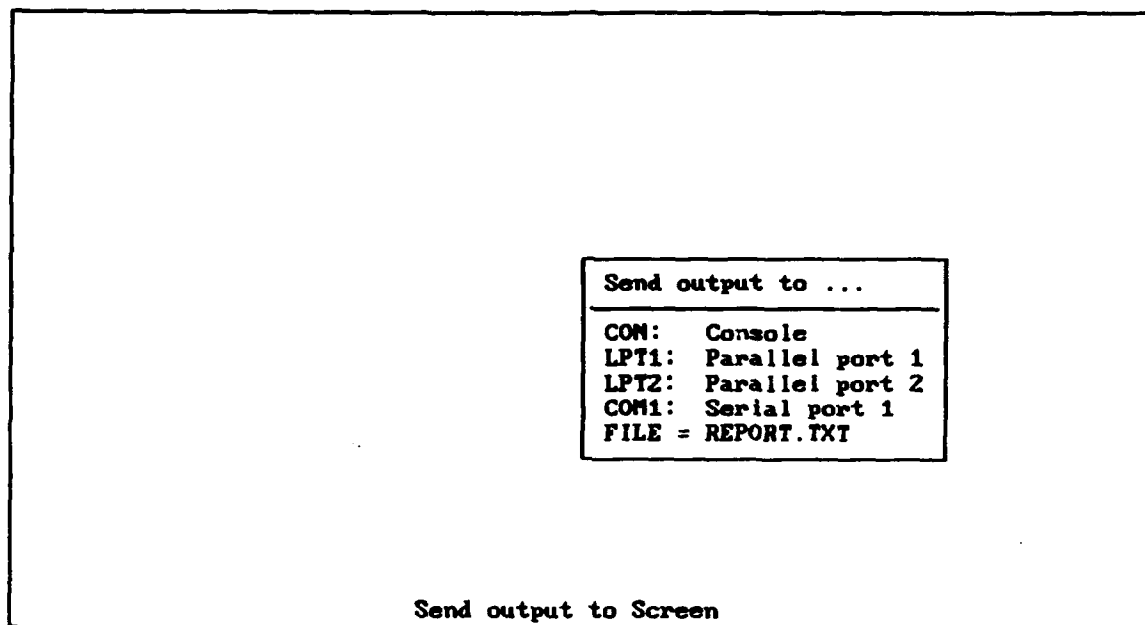 Send output to ...
CON: Console
LPT1: Parallel port 1
LPT2: Parallel port 2
COM1: Serial port 1
FILE = REPORT.TXT
Send output to Screen